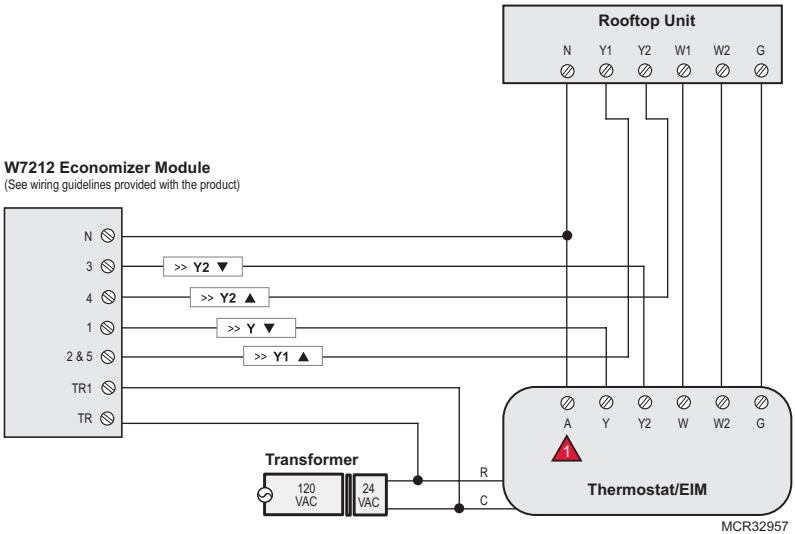 Rooftop Unit
N Y1 Y2 W1 W2 G
W7212 Economizer Module
(See wiring guidelines provided with the product)
N
3 >> Y2 ▼
4 >> Y2 ▲
1 >> Y ▼
2 & 5 >> Y1 ▲
TR1
TR
A Y Y2 W W2 G
1
Transformer
120 VAC
24 VAC
R
C
Thermostat/EIM
MCR32957